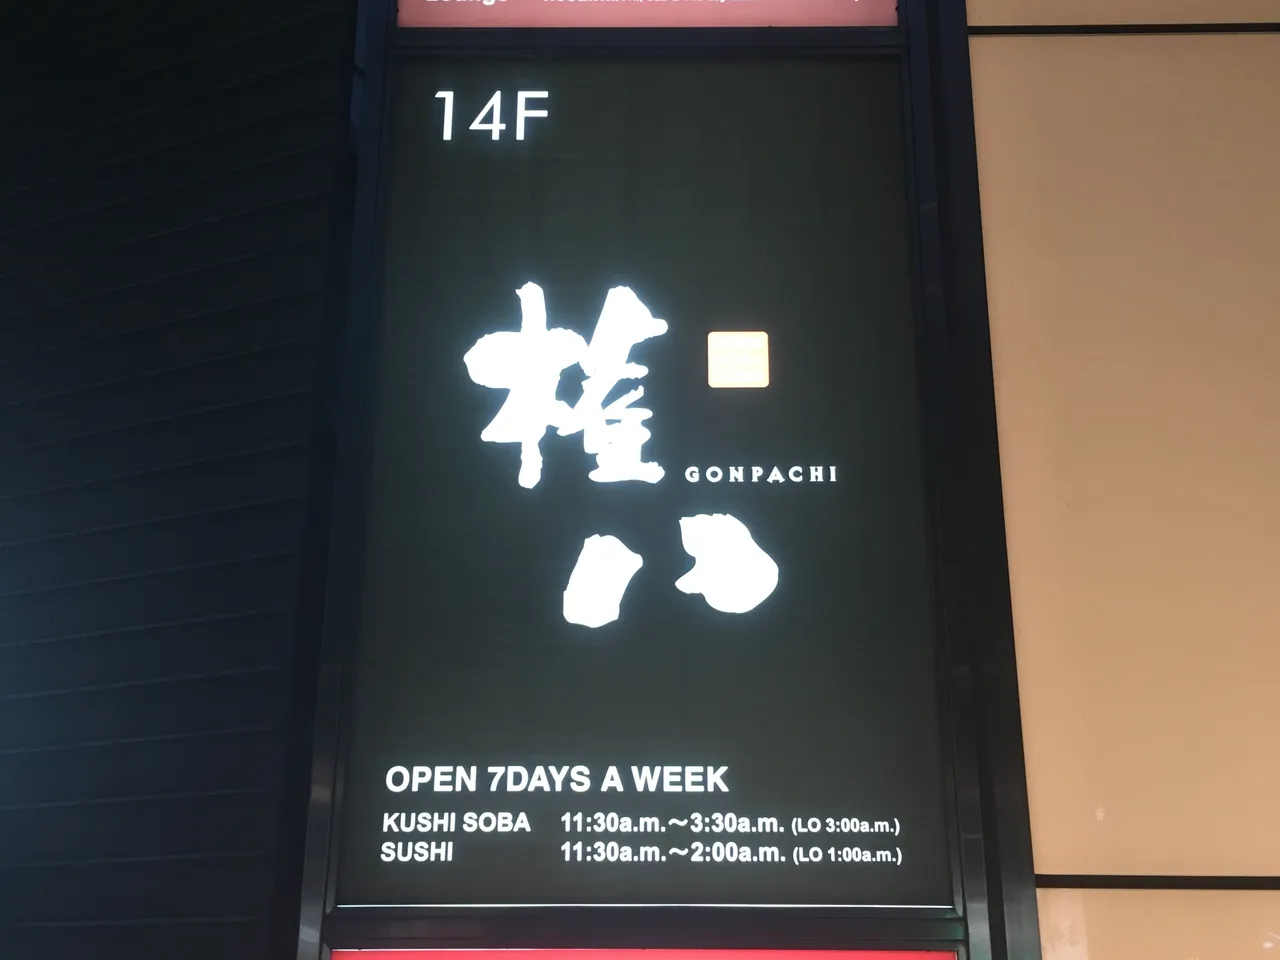 14F
権
GONPACHI
八
OPEN 7DAYS A WEEK
KUSHI SOBA 11:30a.m.〜3:30a.m. (LO 3:00a.m.)
SUSHI 11:30a.m.〜2:00a.m. (LO 1:00a.m.)